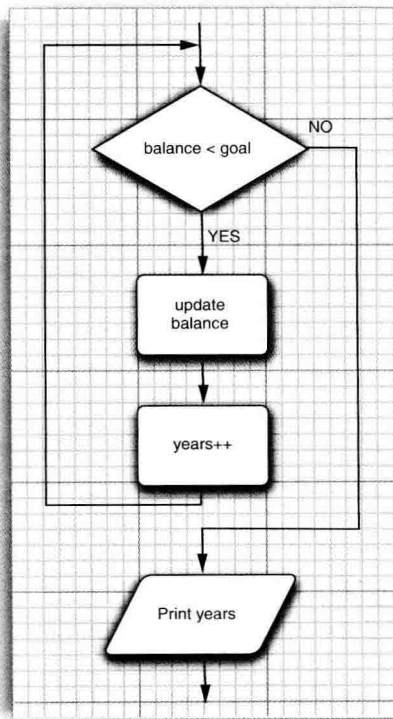 balance < goal
NO
YES
update
balance
years++
Print years